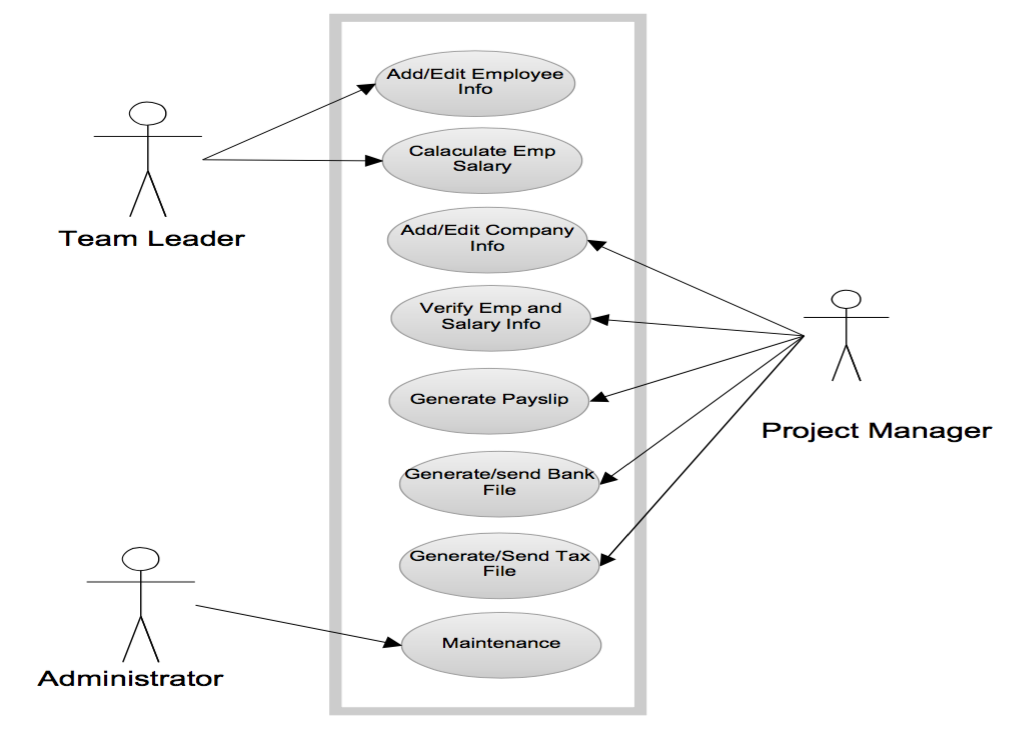 Add/Edit Employee
Info
Calaculate Emp
Salary
Team Leader
Add/Edit Company
Info
Verify Emp and
Salary Info
Generate Payslip
Project Manager
Generate/send Bank
File
Generate/Send Tax
File
Maintenance
Administrator